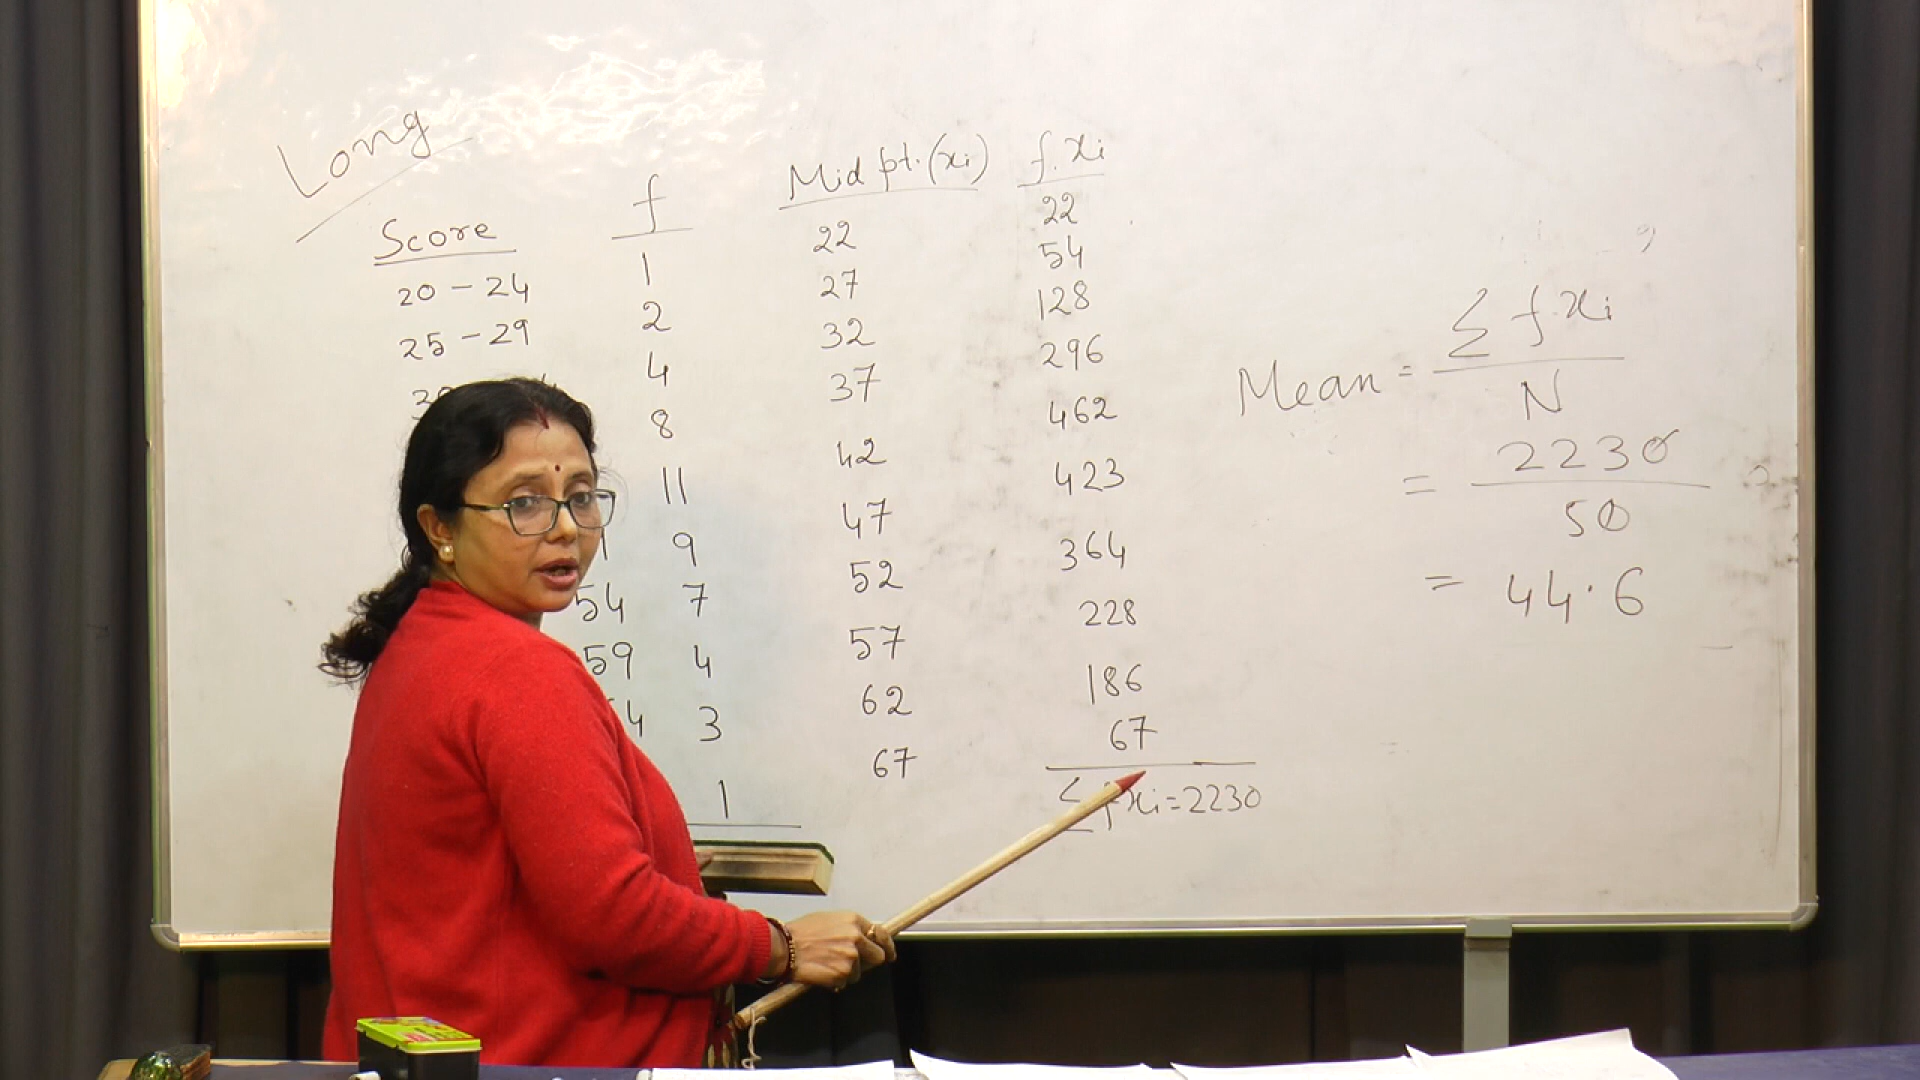 Long
Score f Mid pt. (xi) f. xi
20 - 24 1 22 22
25 - 29 2 27 54
4 32 128
8 37 296
11 42 462
9 47 423
54 7 52 364
59 4 57 228
4 3 62 186
1 67 67
Σ fxi = 2230
Mean = Σ f.xi
N
= 2230
50
= 44.6